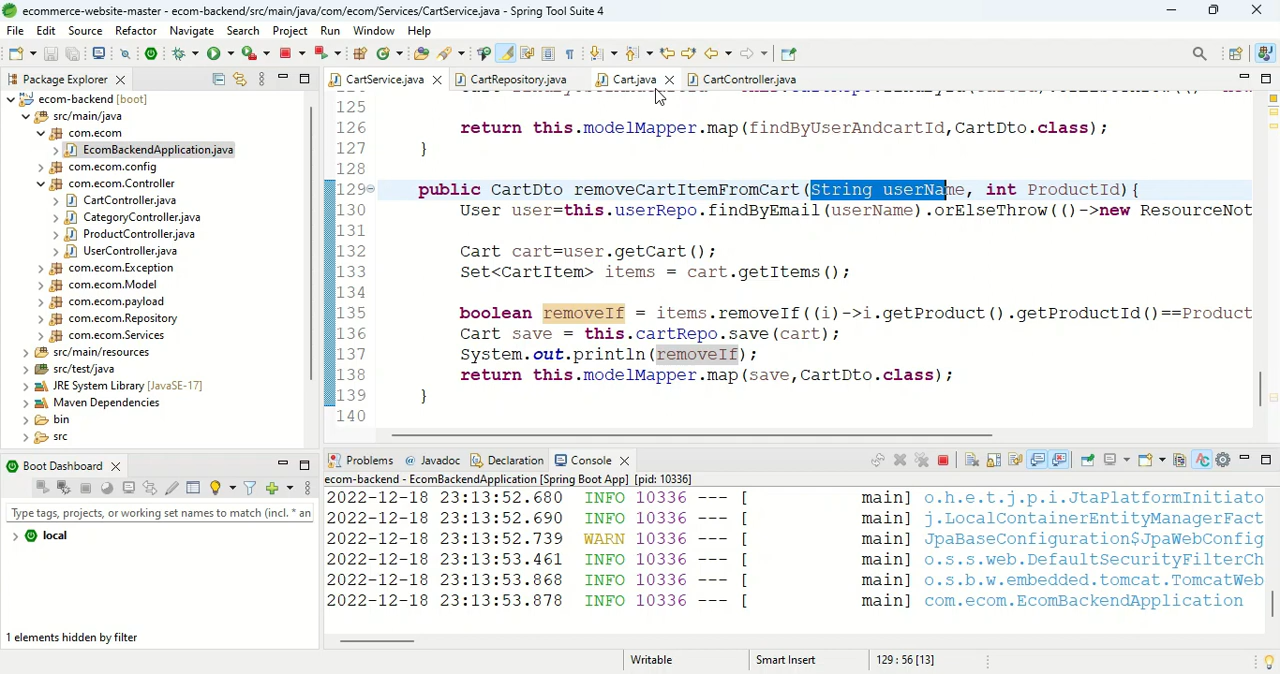 ecommerce-website-master - ecom-backend/src/main/java/com/ecom/Services/CartService.java - Spring Tool Suite 4
File Edit Source Refactor Navigate Search Project Run Window Help
Package Explorer
ecom-backend [boot]
src/main/java
com.ecom
EcomBackendApplication.java
com.ecom.config
com.ecom.Controller
CartController.java
CategoryController.java
ProductController.java
UserController.java
com.ecom.Exception
com.ecom.Model
com.ecom.payload
com.ecom.Repository
com.ecom.Services
src/main/resources
src/test/java
JRE System Library [JavaSE-17]
Maven Dependencies
bin
src
Boot Dashboard
Type tags, projects, or working set names to match (incl. * an
local
1 elements hidden by filter
CartService.java CartRepository.java Cart.java CartController.java
125
126 return this.modelMapper.map(findByUserAndcartId,CartDto.class);
127 }
128
129 public CartDto removeCartItemFromCart(String userName, int ProductId){
130 User user=this.userRepo.findByEmail(userName).orElseThrow(()->new ResourceNot
131
132 Cart cart=user.getCart();
133 Set<CartItem> items = cart.getItems();
134
135 boolean removeIf = items.removeIf((i)->i.getProduct().getProductId()==Product
136 Cart save = this.cartRepo.save(cart);
137 System.out.println(removeIf);
138 return this.modelMapper.map(save,CartDto.class);
139 }
140
Problems Javadoc Declaration Console
ecom-backend - EcomBackendApplication [Spring Boot App] [pid: 10336]
2022-12-18 23:13:52.680 INFO 10336 --- [ main] o.h.e.t.j.p.i.JtaPlatformInitiato
2022-12-18 23:13:52.690 INFO 10336 --- [ main] j.LocalContainerEntityManagerFact
2022-12-18 23:13:52.739 WARN 10336 --- [ main] JpaBaseConfiguration$JpaWebConfig
2022-12-18 23:13:53.461 INFO 10336 --- [ main] o.s.s.web.DefaultSecurityFilterCh
2022-12-18 23:13:53.868 INFO 10336 --- [ main] o.s.b.w.embedded.tomcat.TomcatWeb
2022-12-18 23:13:53.878 INFO 10336 --- [ main] com.ecom.EcomBackendApplication
Writable Smart Insert 129 : 56 [13]